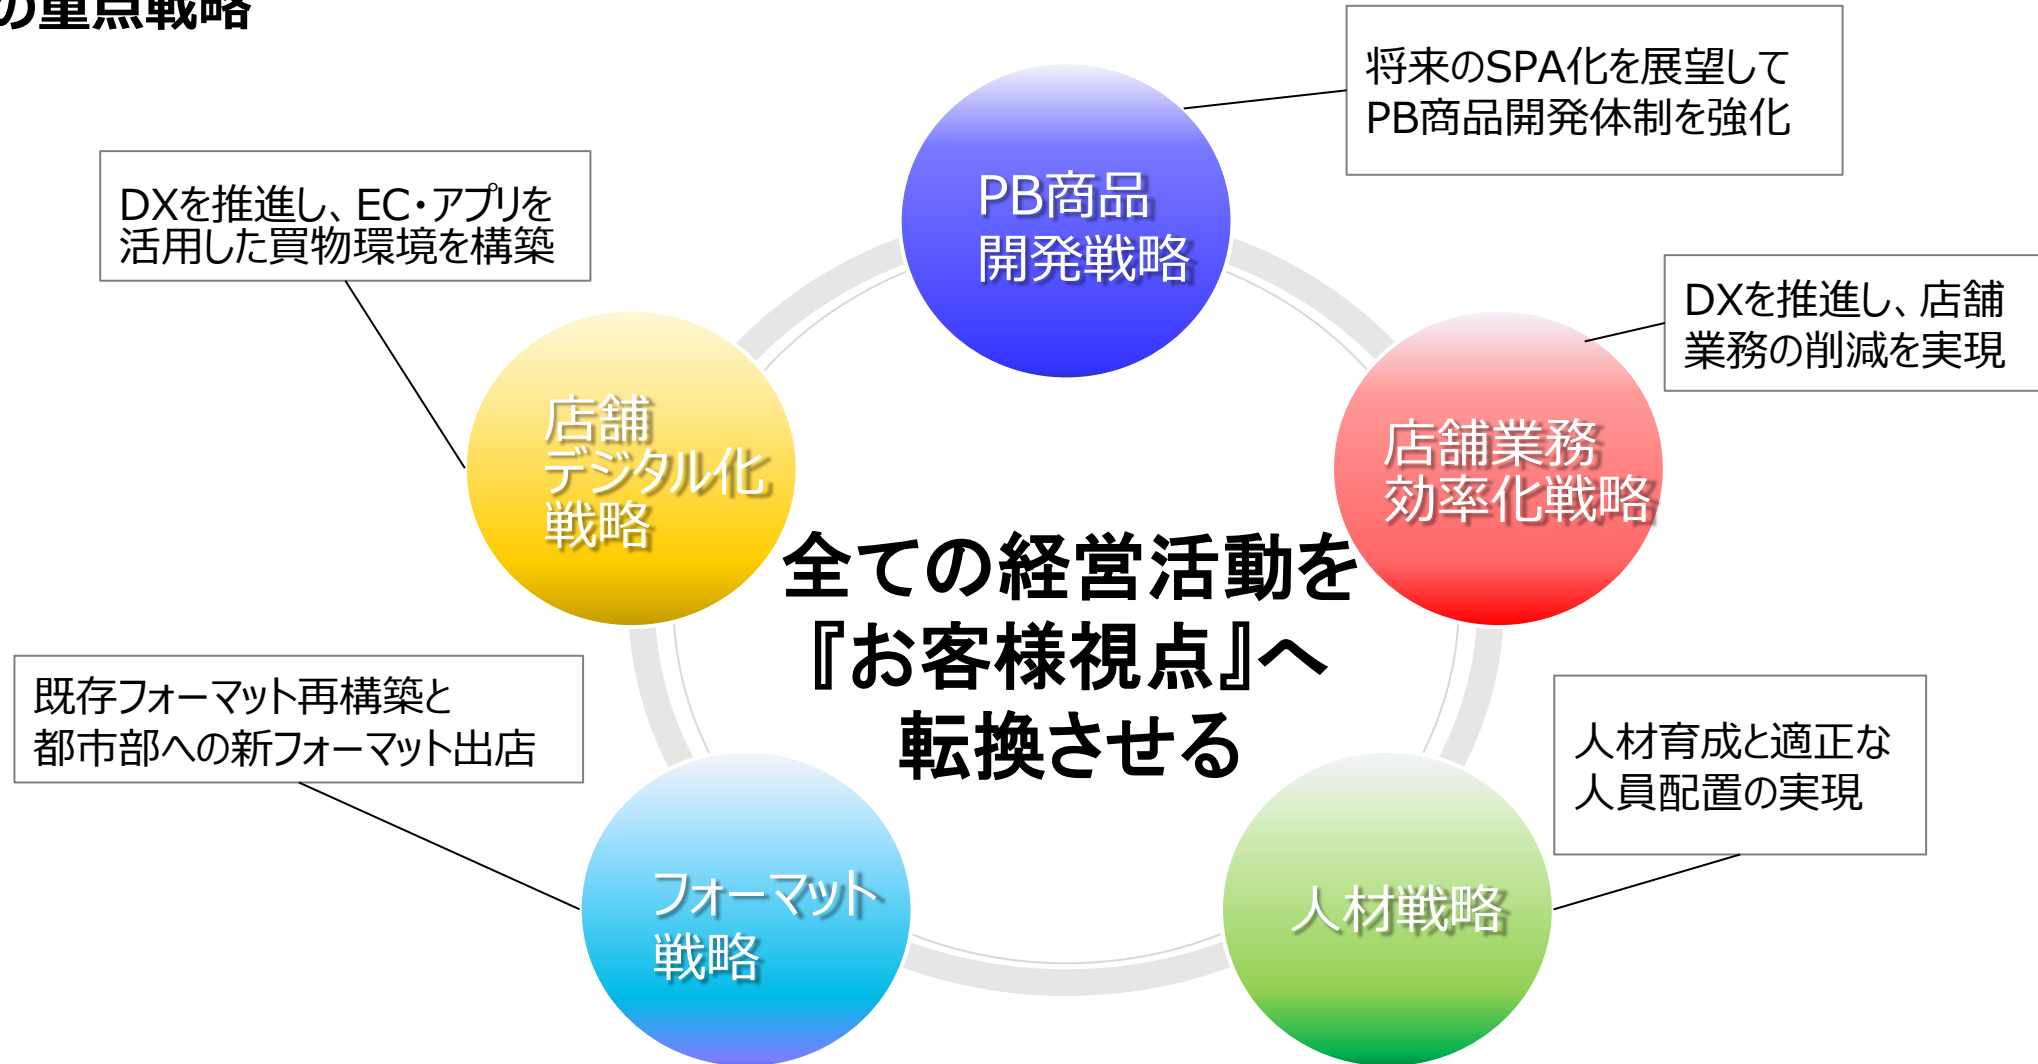 の重点戦略
将来のSPA化を展望して
PB商品開発体制を強化
PB商品
開発戦略
DXを推進し、EC・アプリを
活用した買物環境を構築
DXを推進し、店舗
業務の削減を実現
店舗
デジタル化
戦略
店舗業務
効率化戦略
全ての経営活動を
『お客様視点』へ
転換させる
既存フォーマット再構築と
都市部への新フォーマット出店
人材育成と適正な
人員配置の実現
フォーマット
戦略
人材戦略